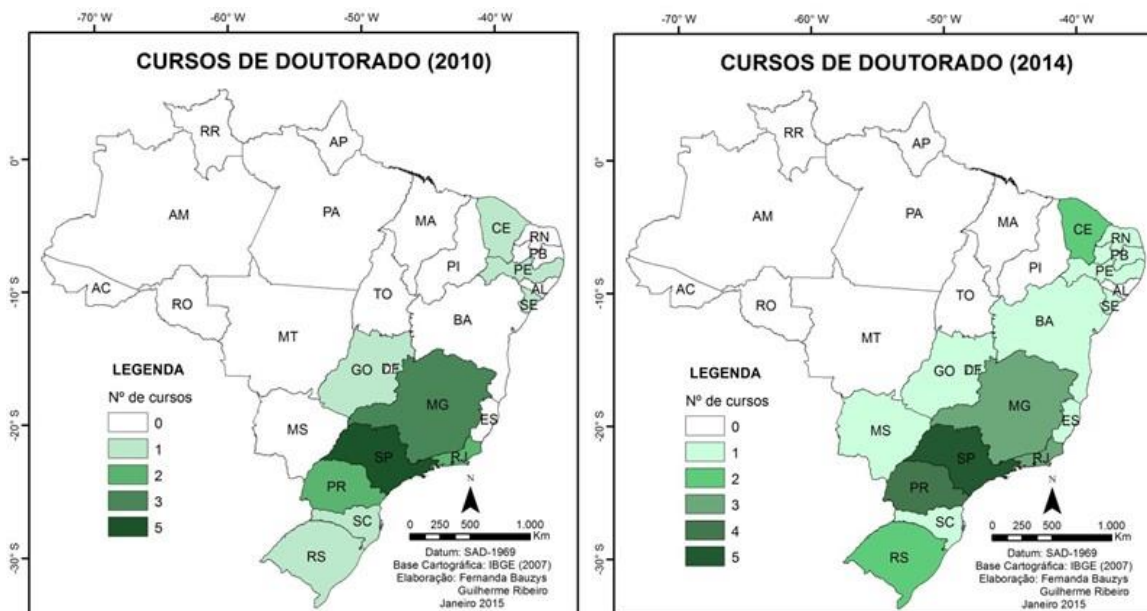 -70° W -60° W -50° W -40° W
CURSOS DE DOUTORADO (2010)
RR
AP
0°
AM
PA
MA
CE
RN
PB
PI
PE
AL
SE
-10° S
AC
RO
TO
BA
MT
GO
DF
LEGENDA
Nº de cursos
0
1
2
3
5
MG
ES
-20° S
MS
SP
RJ
PR
N
SC
RS
0 250 500 1.000
Km
Datum: SAD-1969
Base Cartográfica: IBGE (2007)
Elaboração: Fernanda Bauzys
Guilherme Ribeiro
Janeiro 2015
-30° S
-70° W -60° W -50° W -40° W
CURSOS DE DOUTORADO (2014)
RR
AP
0°
AM
PA
MA
CE
RN
PB
PI
PE
AL
SE
-10° S
AC
RO
TO
BA
MT
GO
DF
LEGENDA
Nº de cursos
0
1
2
3
4
5
MG
ES
-20° S
MS
SP
RJ
PR
N
SC
RS
0 250 500 1.000
Km
Datum: SAD-1969
Base Cartográfica: IBGE (2007)
Elaboração: Fernanda Bauzys
Guilherme Ribeiro
Janeiro 2015
-30° S